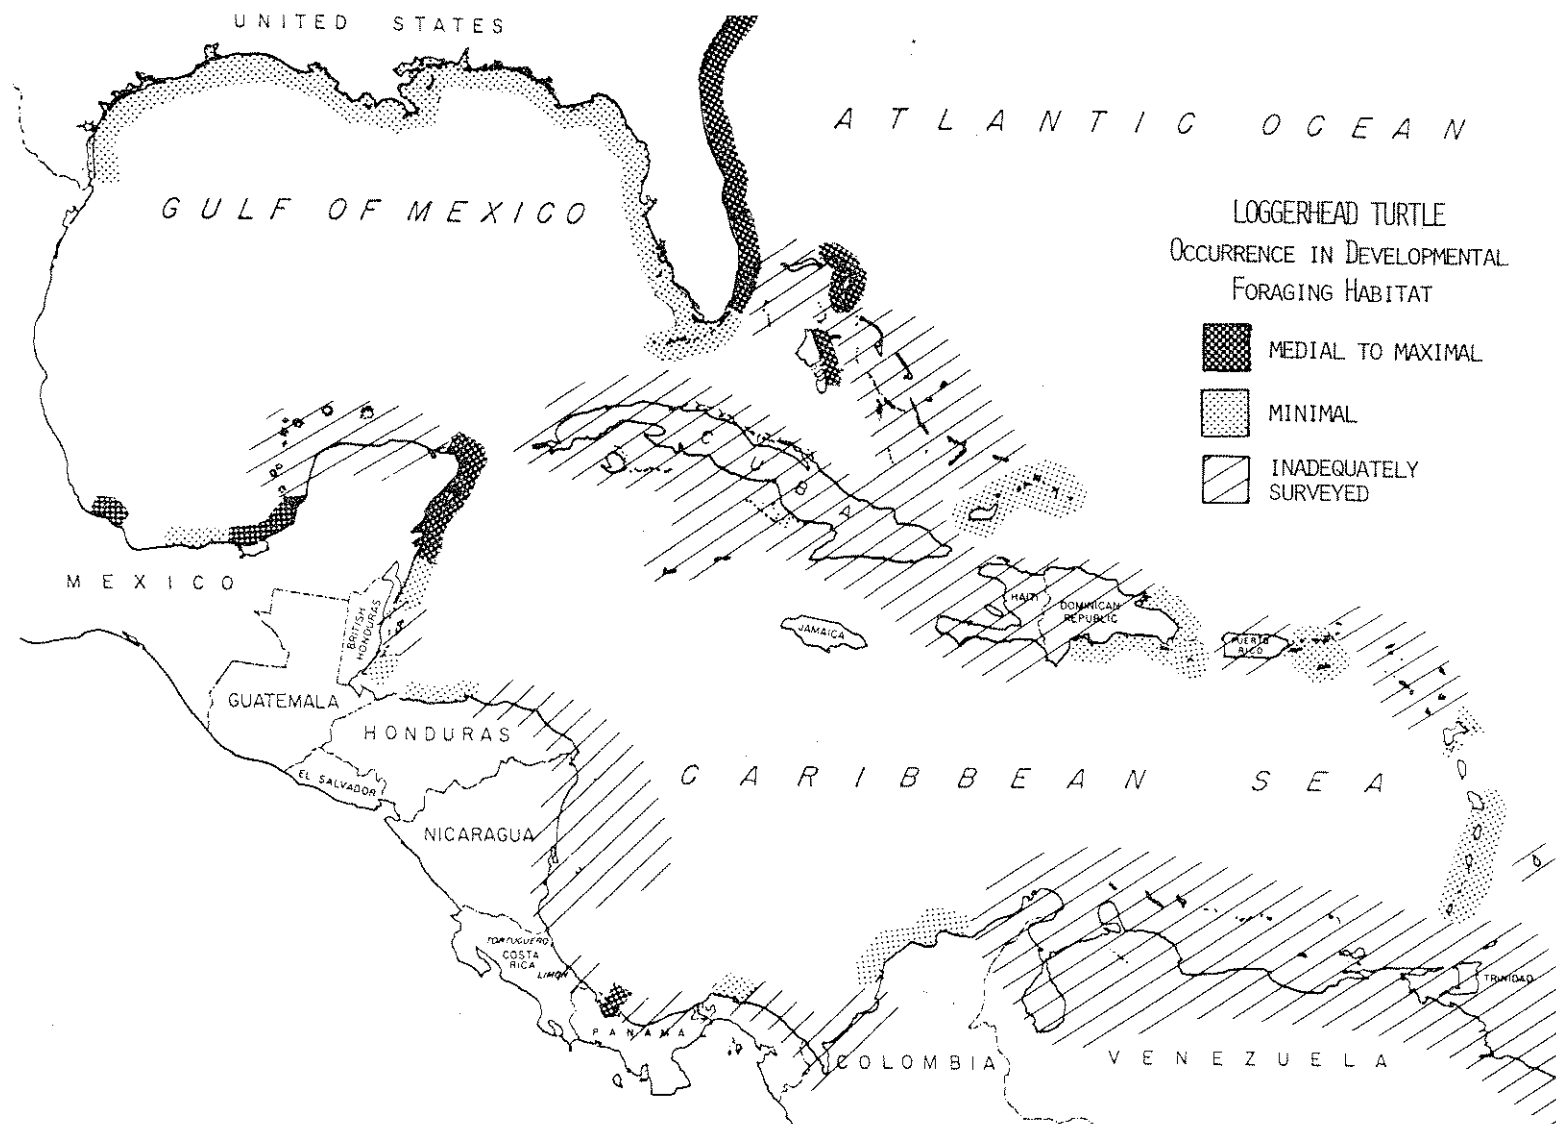 UNITED STATES
ATLANTIC OCEAN
GULF OF MEXICO
LOGGERHEAD TURTLE
OCCURRENCE IN DEVELOPMENTAL
FORAGING HABITAT
MEDIAL TO MAXIMAL
MINIMAL
INADEQUATELY
SURVEYED
CUBA
MEXICO
BRITISH
HONDURAS
JAMAICA
HAITI
DOMINICAN
REPUBLIC
PUERTO
RICO
GUATEMALA
HONDURAS
EL SALVADOR
CARIBBEAN SEA
NICARAGUA
TORTUGUERO
COSTA
RICA
LIMÓN
TRINIDAD
PANAMA
COLOMBIA
VENEZUELA